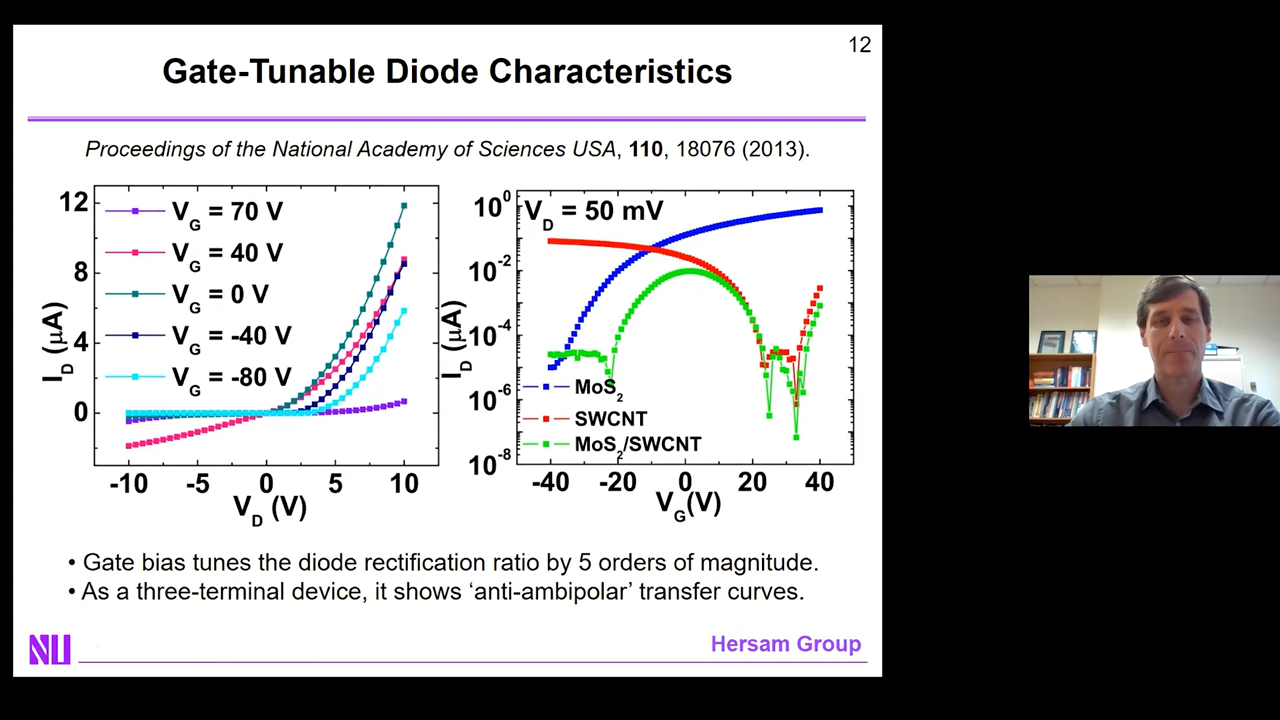 12
Gate-Tunable Diode Characteristics
Proceedings of the National Academy of Sciences USA, 110, 18076 (2013).
12
8
4
0
I_D (μA)
V_G = 70 V
V_G = 40 V
V_G = 0 V
V_G = -40 V
V_G = -80 V
-10 -5 0 5 10
V_D (V)
10^0
10^-2
10^-4
10^-6
10^-8
I_D (μA)
V_D = 50 mV
MoS_2
SWCNT
MoS_2/SWCNT
-40 -20 0 20 40
V_G(V)
• Gate bias tunes the diode rectification ratio by 5 orders of magnitude.
• As a three-terminal device, it shows ‘anti-ambipolar’ transfer curves.
NU
Hersam Group